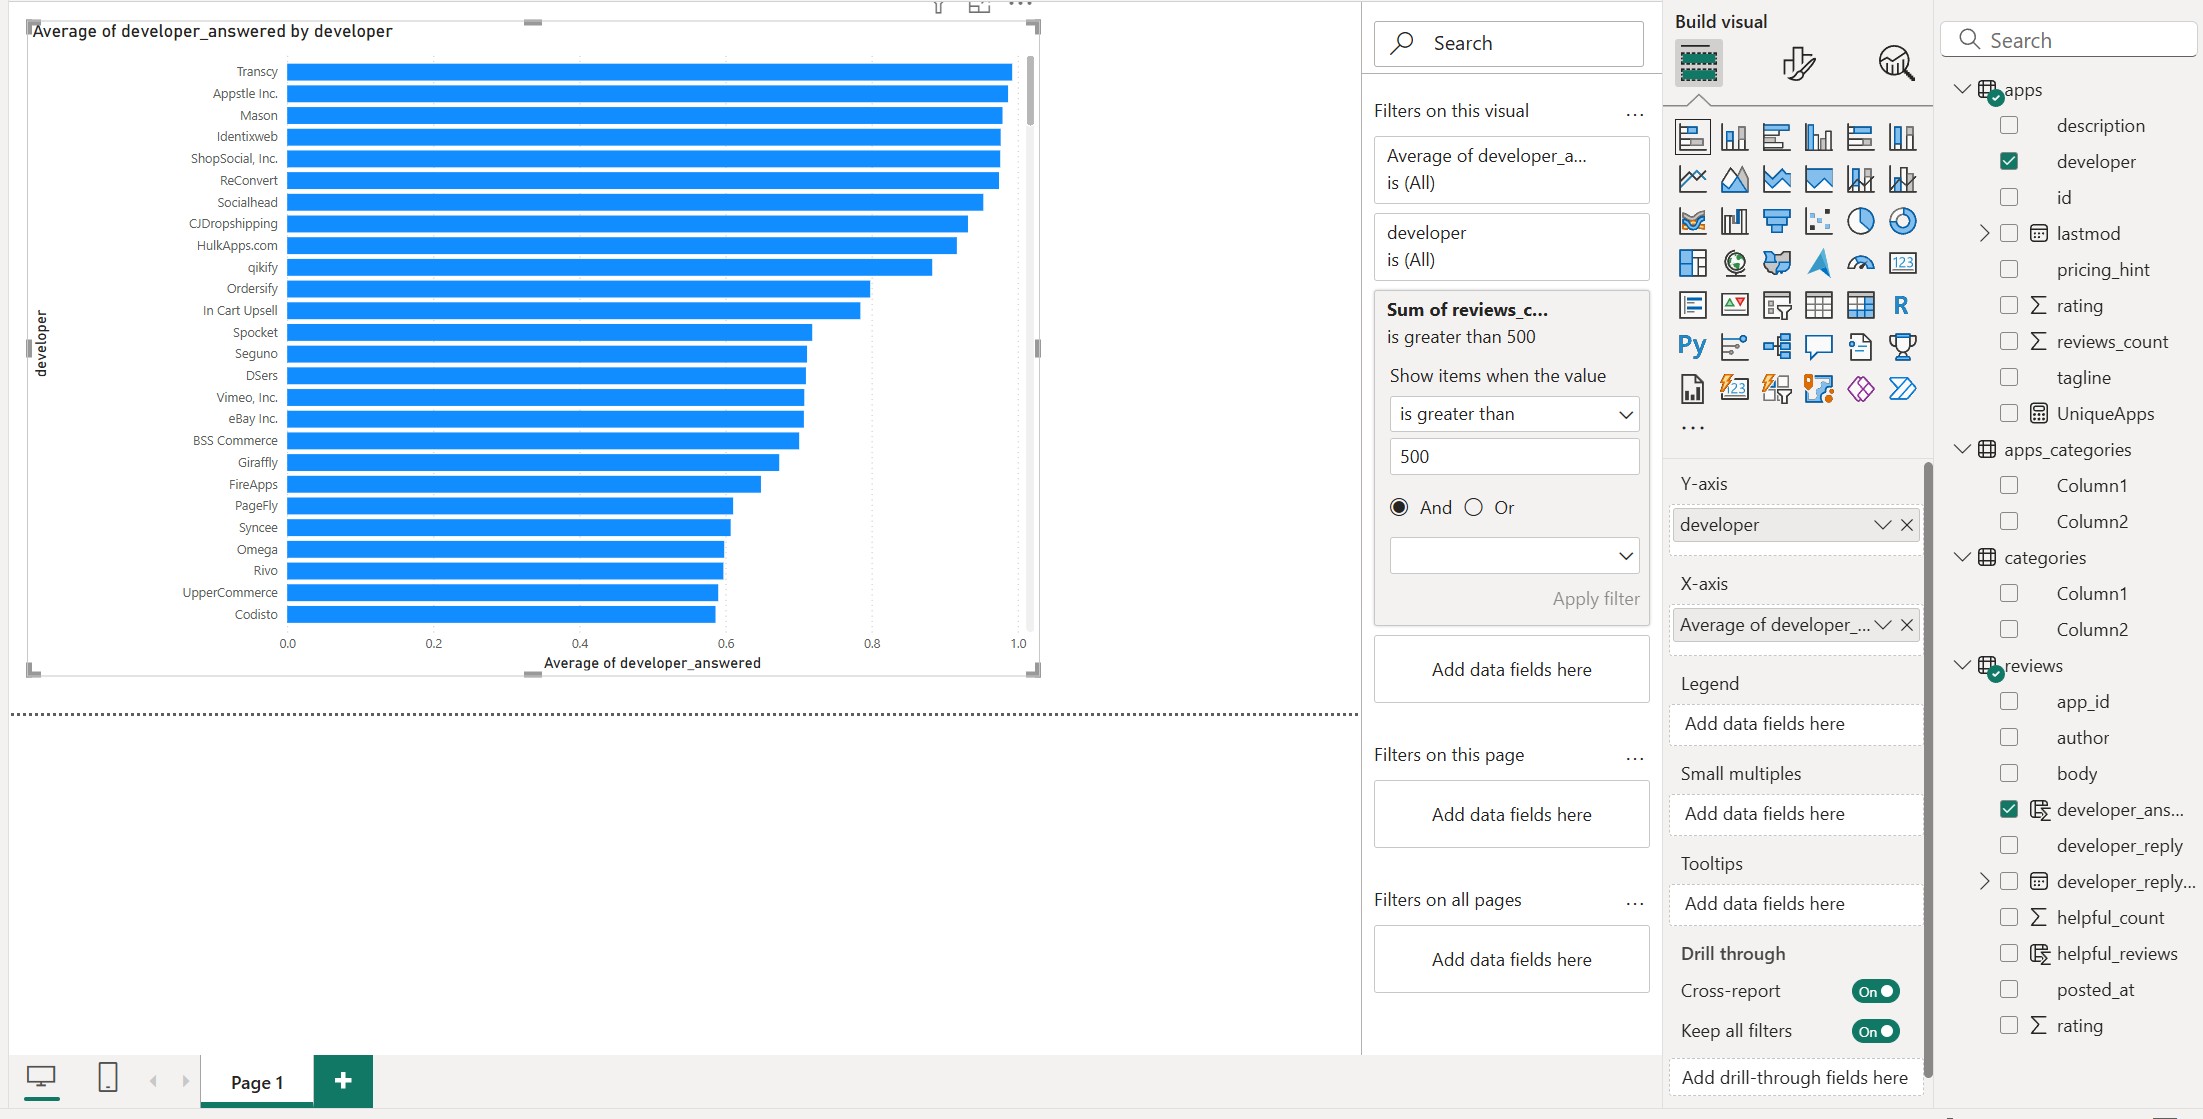 Average of developer_answered by developer
developer
Transcy
Appstle Inc.
Mason
Identixweb
ShopSocial, Inc.
ReConvert
Socialhead
CJDropshipping
HulkApps.com
qikify
Ordersify
In Cart Upsell
Spocket
Seguno
DSers
Vimeo, Inc.
eBay Inc.
BSS Commerce
Giraffly
FireApps
PageFly
Syncee
Omega
Rivo
UpperCommerce
Codisto
0.0 0.2 0.4 0.6 0.8 1.0
Average of developer_answered
Page 1
+
Search
Filters on this visual ...
Average of developer_a...
is (All)
developer
is (All)
Sum of reviews_c...
is greater than 500
Show items when the value
is greater than
500
And Or
Apply filter
Add data fields here
Filters on this page ...
Add data fields here
Filters on all pages ...
Add data fields here
Build visual
123
R
Py
123
...
Y-axis
developer
X-axis
Average of developer_...
Legend
Add data fields here
Small multiples
Add data fields here
Tooltips
Add data fields here
Drill through
Cross-report On
Keep all filters On
Add drill-through fields here
Search
apps
description
developer
id
lastmod
pricing_hint
rating
reviews_count
tagline
UniqueApps
apps_categories
Column1
Column2
categories
Column1
Column2
reviews
app_id
author
body
developer_ans...
developer_reply
developer_reply...
helpful_count
helpful_reviews
posted_at
rating